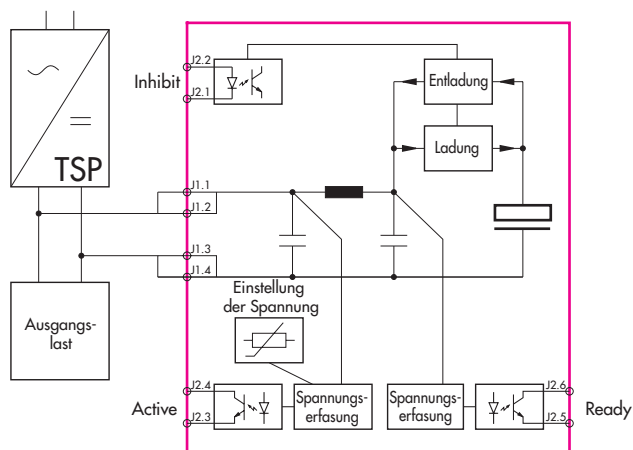 J2.2
Inhibit
J2.1
Entladung
Ladung
TSP
J1.1
J1.2
J1.3
J1.4
Einstellung
der Spannung
Ausgangs-
last
J2.4
Active
J2.3
Spannungs-
erfassung
Spannungs-
erfasung
J2.6
Ready
J2.5